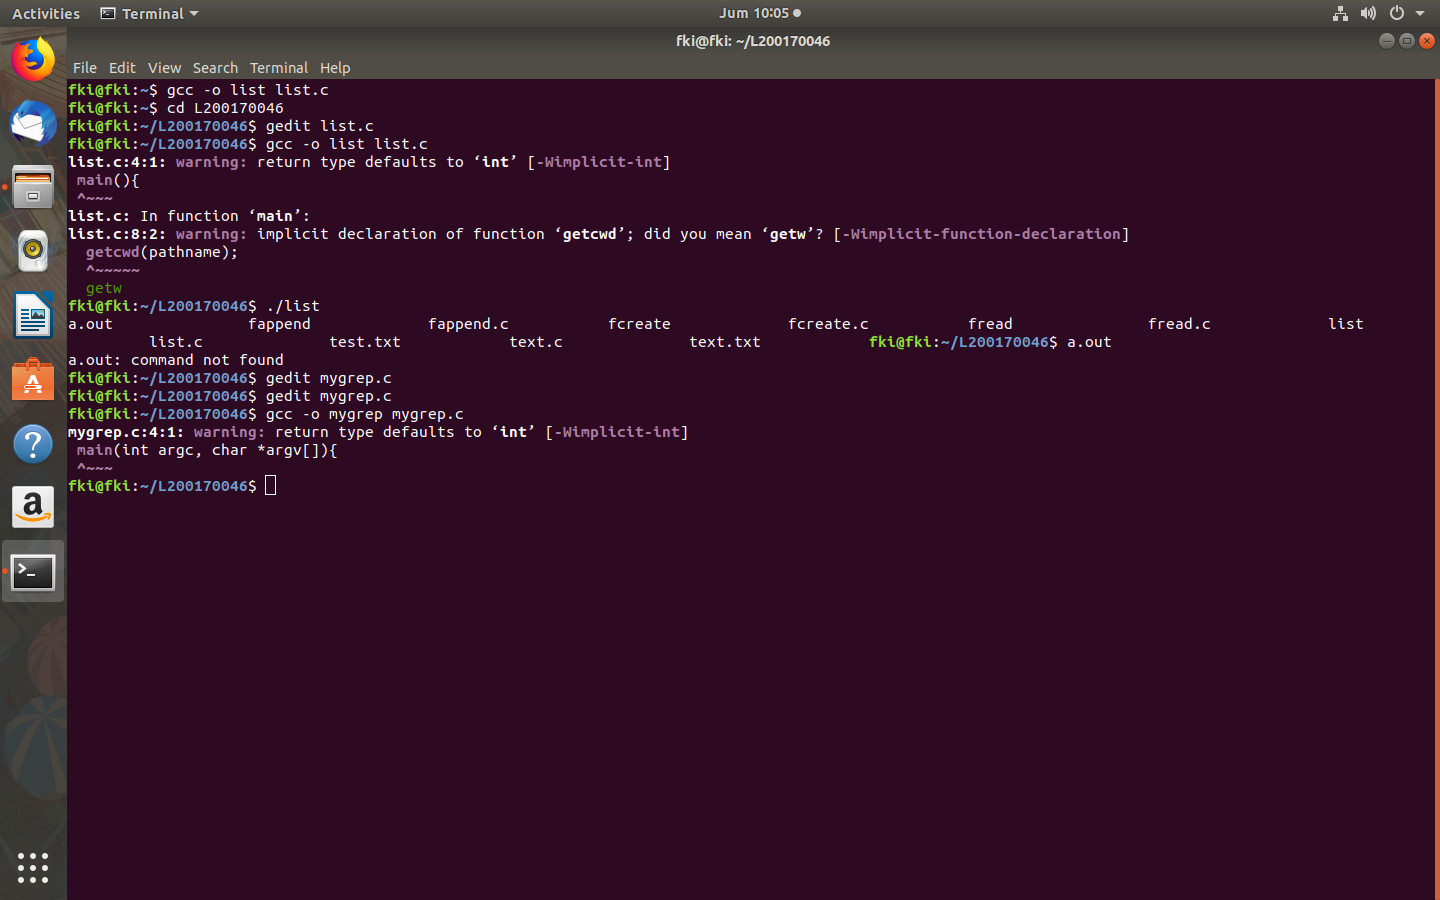 Activities Terminal Jum 10:05
fki@fki: ~/L200170046
File Edit View Search Terminal Help
fki@fki:~$ gcc -o list list.c
fki@fki:~$ cd L200170046
fki@fki:~/L200170046$ gedit list.c
fki@fki:~/L200170046$ gcc -o list list.c
list.c:4:1: warning: return type defaults to ‘int’ [-Wimplicit-int]
 main(){
 ^~~~
list.c: In function ‘main’:
list.c:8:2: warning: implicit declaration of function ‘getcwd’; did you mean ‘getw’? [-Wimplicit-function-declaration]
  getcwd(pathname);
  ^~~~~~
  getw
fki@fki:~/L200170046$ ./list
a.out               fappend             fappend.c           fcreate             fcreate.c           fread               fread.c             list
         list.c              test.txt            text.c              text.txt            fki@fki:~/L200170046$ a.out
a.out: command not found
fki@fki:~/L200170046$ gedit mygrep.c
fki@fki:~/L200170046$ gedit mygrep.c
fki@fki:~/L200170046$ gcc -o mygrep mygrep.c
mygrep.c:4:1: warning: return type defaults to ‘int’ [-Wimplicit-int]
 main(int argc, char *argv[]){
 ^~~~
fki@fki:~/L200170046$